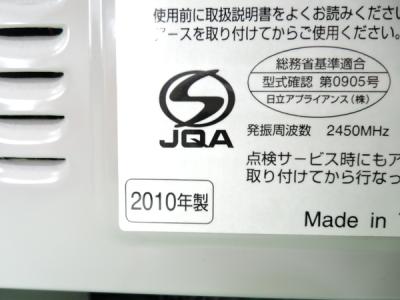 使用前に取扱説明書をよくお読みくださ
アースを取り付けてからご使用ください。
総務省基準適合
型式確認 第0905号
日立アプライアンス(株)
JQA
発振周波数 2450MHz
点検サービス時にもア
取り付けてから行なっ
2010年製
Made in